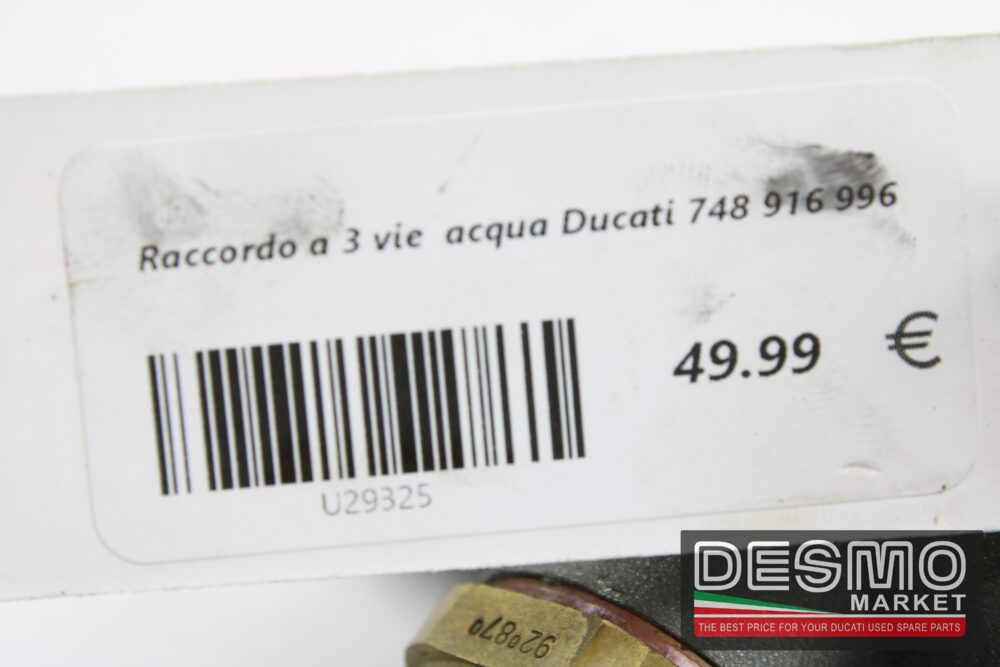 Raccordo a 3 vie acqua Ducati 748 916 996
49.99 €
U29325
920870
DESMO
MARKET
THE BEST PRICE FOR YOUR DUCATI USED SPARE PARTS